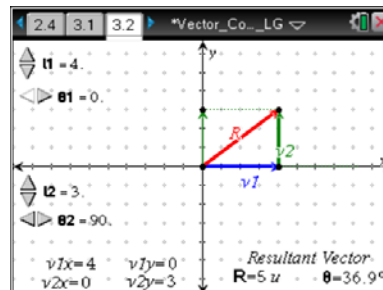 2.4 3.1 3.2 *Vector_Co..._LG
y
l1=4.
θ1=0.
R
v2
x
v1
l2=3.
θ2=90.
v1x=4 v1y=0
v2x=0 v2y=3
Resultant Vector
R=5 u θ=36.9°